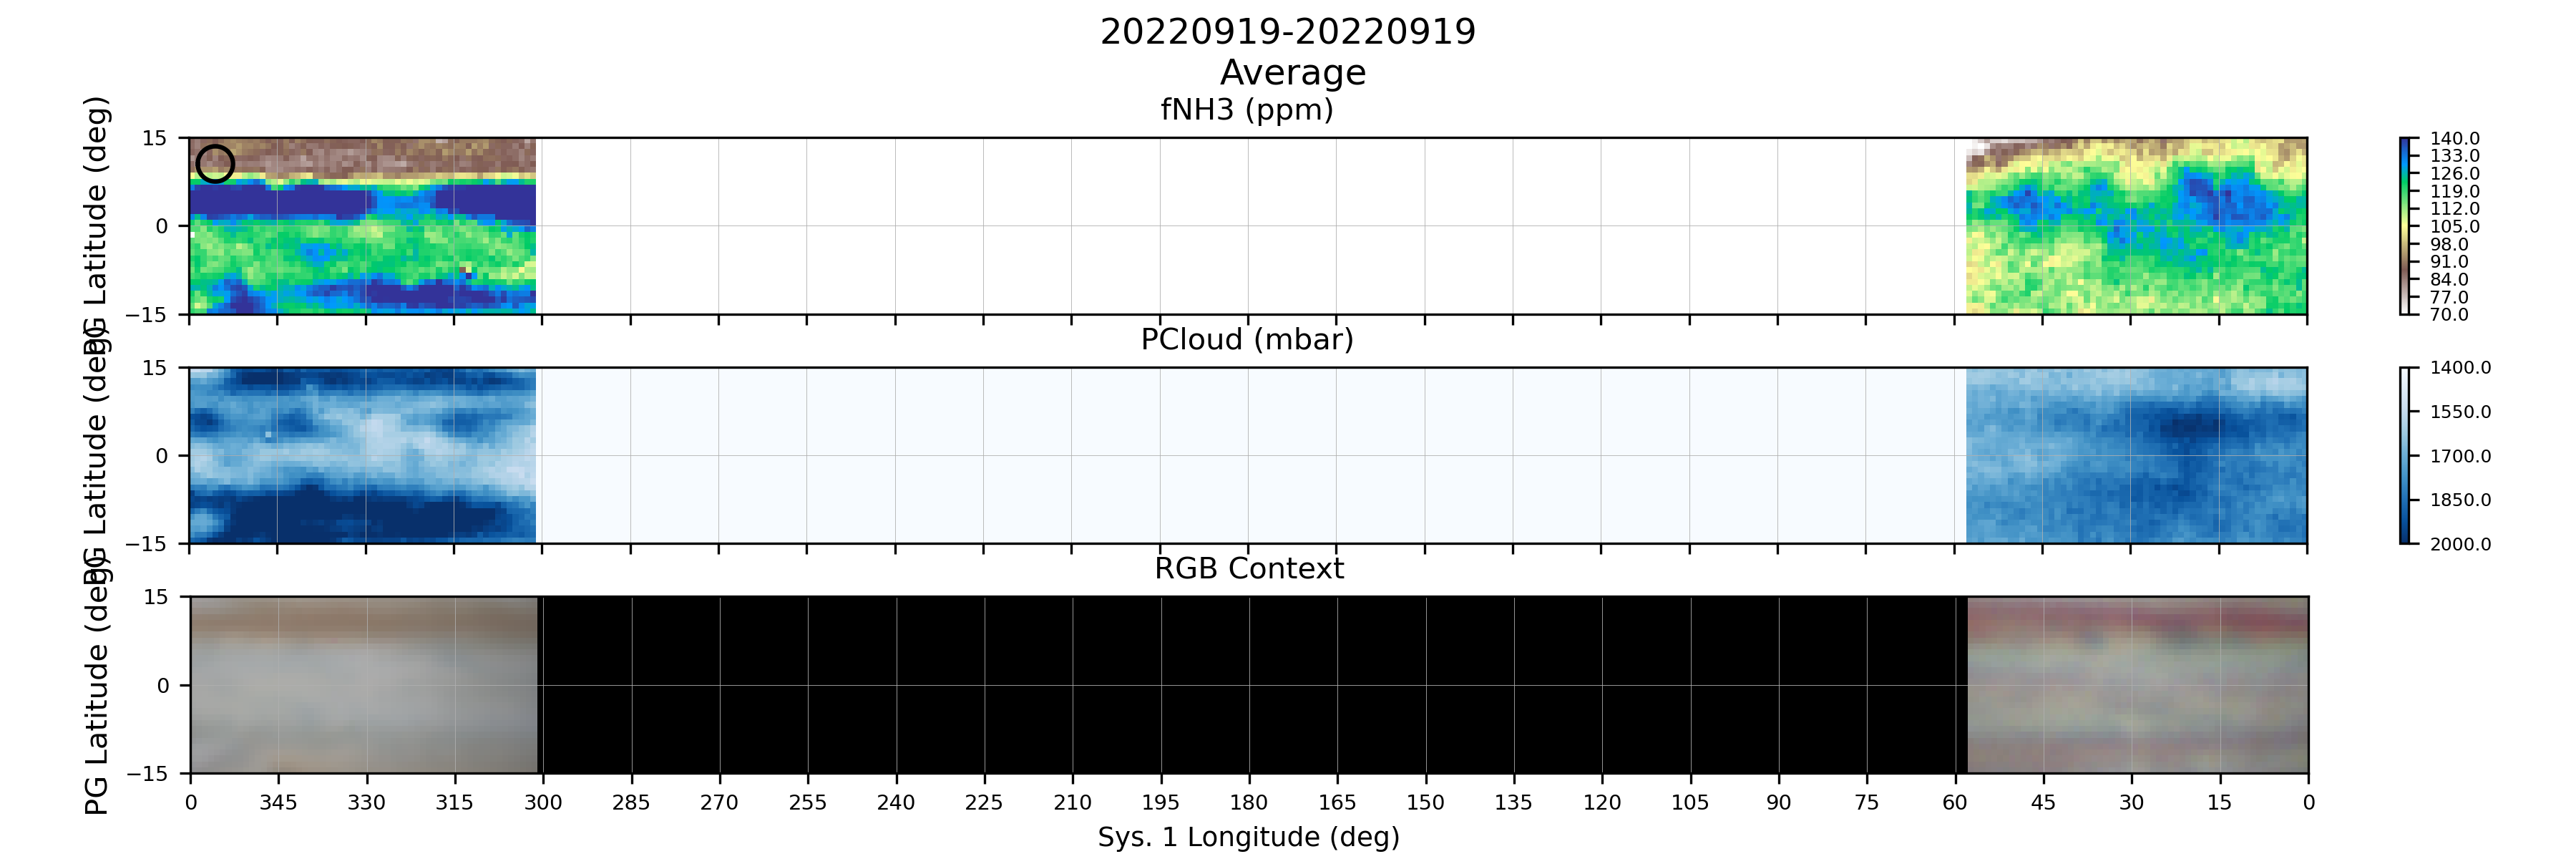 20220919-20220919
Average
fNH3 (ppm)
PG Latitude (deg)
15
0
−15
140.0
133.0
126.0
119.0
112.0
105.0
98.0
91.0
84.0
77.0
70.0
PCloud (mbar)
PG Latitude (deg)
15
0
−15
1400.0
1550.0
1700.0
1850.0
2000.0
RGB Context
PG Latitude (deg)
15
0
−15
0 345 330 315 300 285 270 255 240 225 210 195 180 165 150 135 120 105 90 75 60 45 30 15 0
Sys. 1 Longitude (deg)